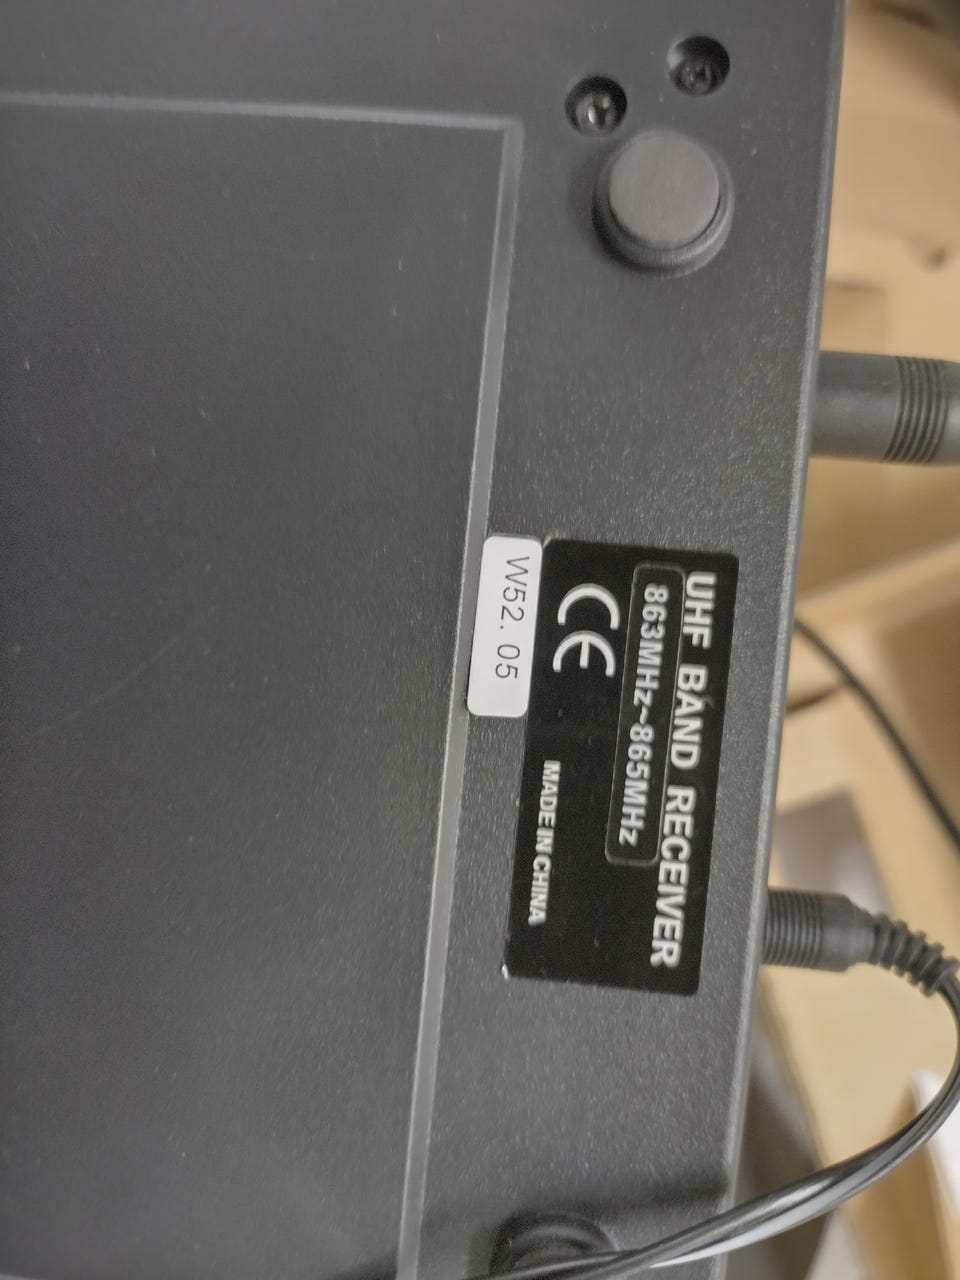 UHF BAND RECEIVER
863MHz~865MHz
CE
MADE IN CHINA
W52. 05